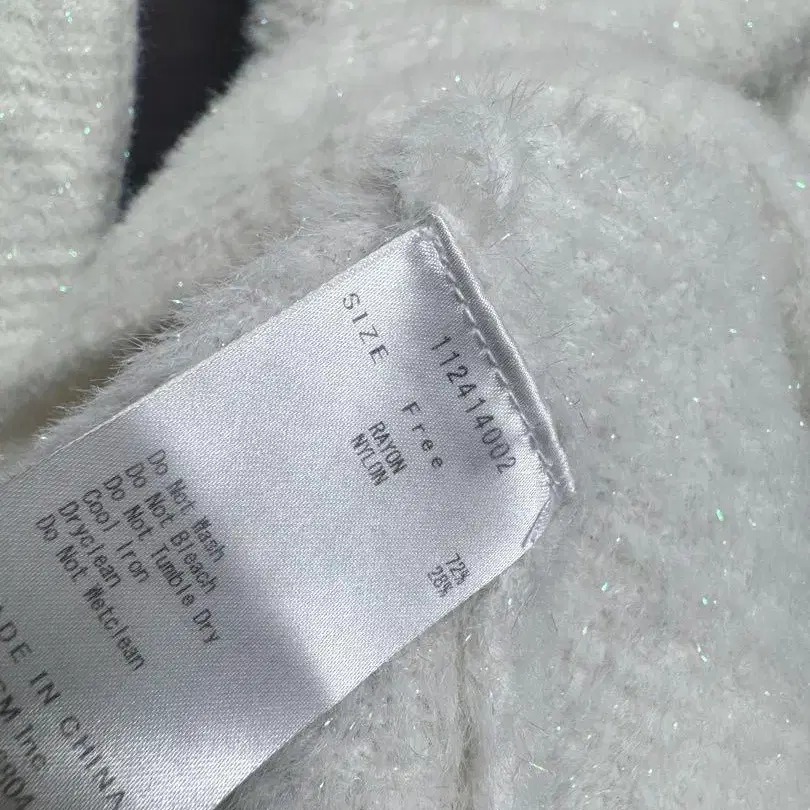 112414002
SIZE Free
RAYON 72%
NYLON 28%
Do Not Wash
Do Not Bleach
Do Not Tumble Dry
Cool Iron
Dryclean
Do Not Wetclean
IN CHINA
Inc